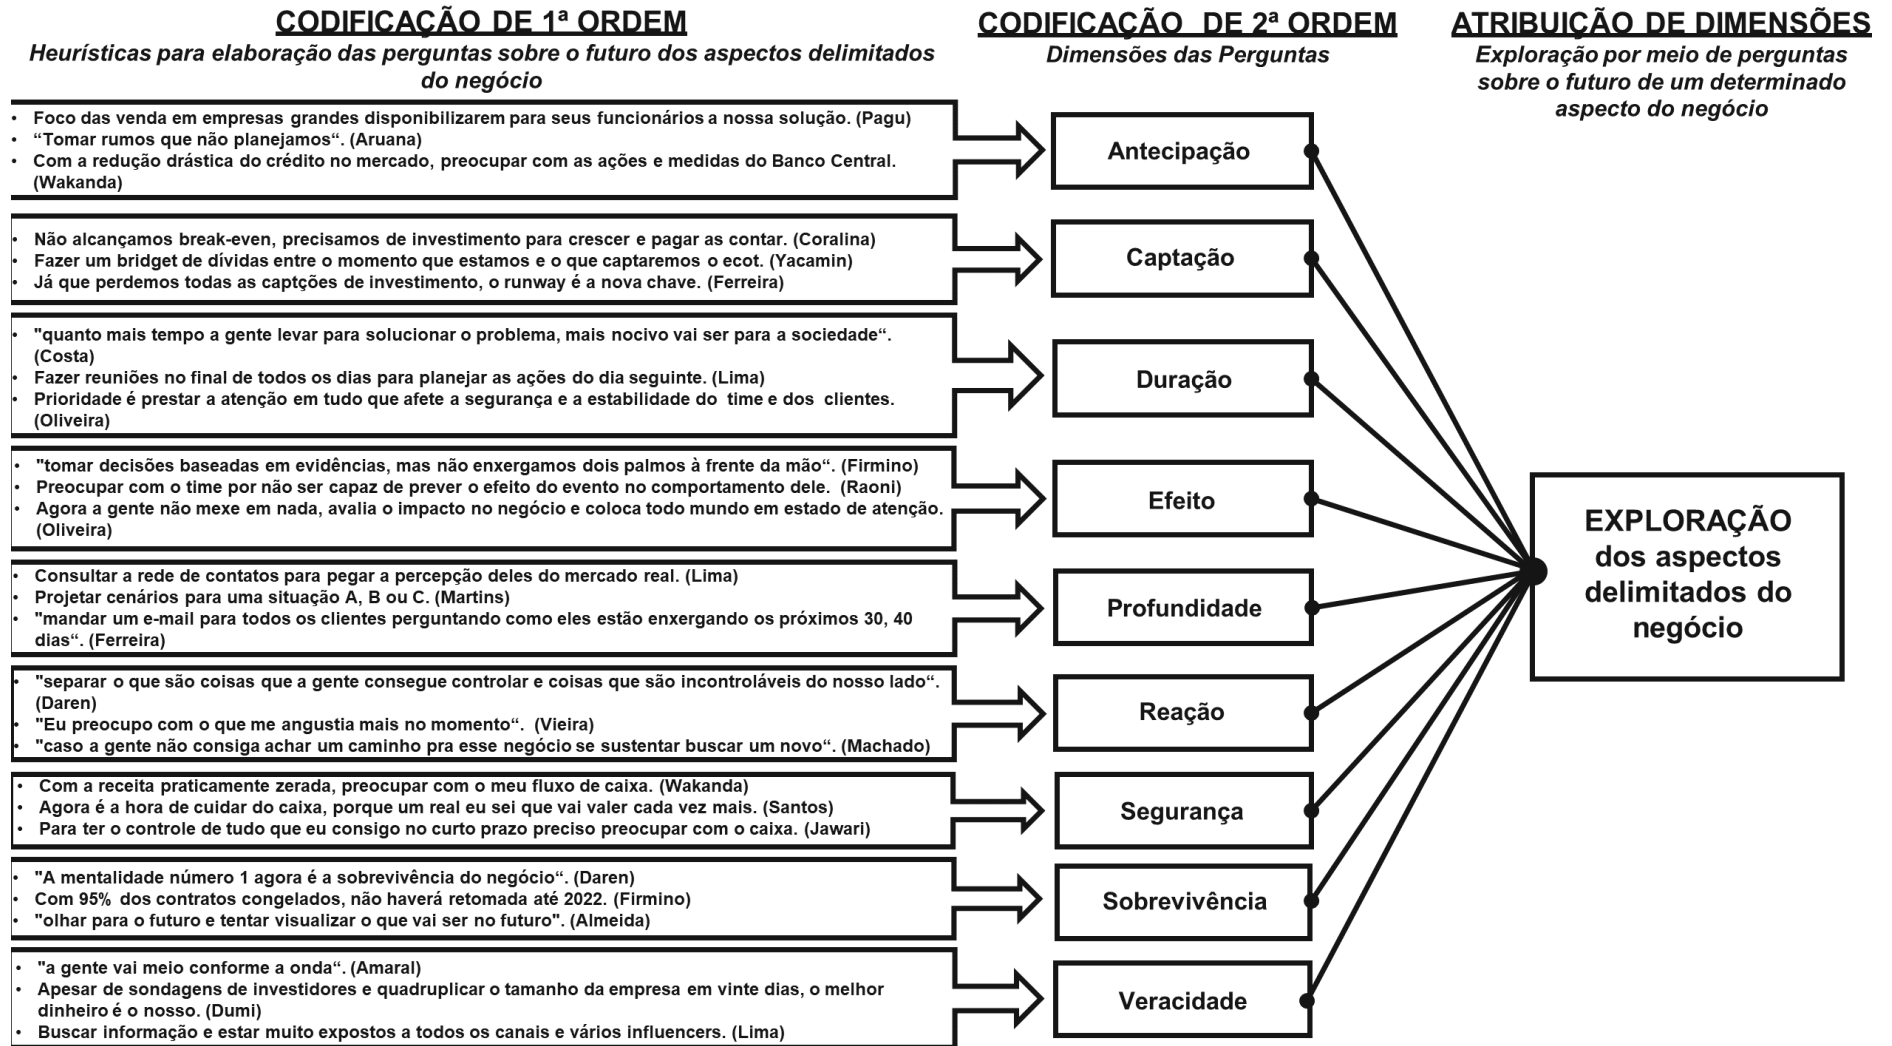 CODIFICAÇÃO DE 1ª ORDEM
Heurísticas para elaboração das perguntas sobre o futuro dos aspectos delimitados
do negócio
CODIFICAÇÃO DE 2ª ORDEM
Dimensões das Perguntas
ATRIBUIÇÃO DE DIMENSÕES
Exploração por meio de perguntas
sobre o futuro de um determinado
aspecto do negócio
• Foco das venda em empresas grandes disponibilizarem para seus funcionários a nossa solução. (Pagu)
• “Tomar rumos que não planejamos“. (Aruana)
• Com a redução drástica do crédito no mercado, preocupar com as ações e medidas do Banco Central.
(Wakanda)
Antecipação
• Não alcançamos break-even, precisamos de investimento para crescer e pagar as contar. (Coralina)
• Fazer um bridget de dívidas entre o momento que estamos e o que captaremos o ecot. (Yacamin)
• Já que perdemos todas as captções de investimento, o runway é a nova chave. (Ferreira)
Captação
• "quanto mais tempo a gente levar para solucionar o problema, mais nocivo vai ser para a sociedade“.
(Costa)
• Fazer reuniões no final de todos os dias para planejar as ações do dia seguinte. (Lima)
• Prioridade é prestar a atenção em tudo que afete a segurança e a estabilidade do time e dos clientes.
(Oliveira)
Duração
• "tomar decisões baseadas em evidências, mas não enxergamos dois palmos à frente da mão“. (Firmino)
• Preocupar com o time por não ser capaz de prever o efeito do evento no comportamento dele. (Raoni)
• Agora a gente não mexe em nada, avalia o impacto no negócio e coloca todo mundo em estado de atenção.
(Oliveira)
Efeito
• Consultar a rede de contatos para pegar a percepção deles do mercado real. (Lima)
• Projetar cenários para uma situação A, B ou C. (Martins)
• "mandar um e-mail para todos os clientes perguntando como eles estão enxergando os próximos 30, 40
dias“. (Ferreira)
Profundidade
• "separar o que são coisas que a gente consegue controlar e coisas que são incontroláveis do nosso lado“.
(Daren)
• "Eu preocupo com o que me angustia mais no momento“. (Vieira)
• "caso a gente não consiga achar um caminho pra esse negócio se sustentar buscar um novo“. (Machado)
Reação
• Com a receita praticamente zerada, preocupar com o meu fluxo de caixa. (Wakanda)
• Agora é a hora de cuidar do caixa, porque um real eu sei que vai valer cada vez mais. (Santos)
• Para ter o controle de tudo que eu consigo no curto prazo preciso preocupar com o caixa. (Jawari)
Segurança
• "A mentalidade número 1 agora é a sobrevivência do negócio“. (Daren)
• Com 95% dos contratos congelados, não haverá retomada até 2022. (Firmino)
• "olhar para o futuro e tentar visualizar o que vai ser no futuro". (Almeida)
Sobrevivência
• "a gente vai meio conforme a onda“. (Amaral)
• Apesar de sondagens de investidores e quadruplicar o tamanho da empresa em vinte dias, o melhor
dinheiro é o nosso. (Dumi)
• Buscar informação e estar muito expostos a todos os canais e vários influencers. (Lima)
Veracidade
EXPLORAÇÃO
dos aspectos
delimitados do
negócio